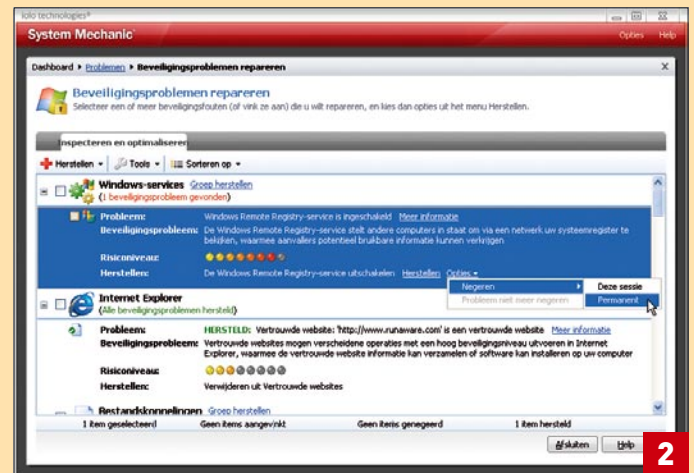 iolo technologies®
System Mechanic
Opties Help
Dashboard ▸ Problemen ▸ Beveiligingsproblemen repareren X
Beveiligingsproblemen repareren
Selecteer een of meer beveiligingsfouten (of vink ze aan) die u wilt repareren, en kies dan opties uit het menu Herstellen.
Inspecteren en optimaliseren
Herstellen Tools Sorteren op
Windows-services Groep herstellen
(1 beveiligingsprobleem gevonden)
Probleem: Windows Remote Registry-service is ingeschakeld Meer informatie
Beveiligingsprobleem: De Windows Remote Registry-service stelt andere computers in staat om via een netwerk uw systeemregister te
bekijken, waarmee aanvallers potentieel bruikbare informatie kunnen verkrijgen
Risiconiveau:
Herstellen: De Windows Remote Registry-service uitschakelen Herstellen Opties
Negeren Deze sessie
Probleem niet meer negeren Permanent
Internet Explorer
(Alle beveiligingsproblemen hersteld)
Probleem: HERSTELD: Vertrouwde website: 'http://www.runaware.com' is een vertrouwde website Meer informatie
Beveiligingsprobleem: Vertrouwde websites mogen verscheidene operaties met een hoog beveiligingsniveau uitvoeren in Internet
Explorer, waarmee de vertrouwde website informatie kan verzamelen of software kan installeren op uw computer
Risiconiveau:
Herstellen: Verwijderen uit Vertrouwde websites
Restandskoppelingen Groep herstellen
1 item geselecteerd Geen items aangevinkt Geen items genegeerd 1 item hersteld
Afsluiten Help
2